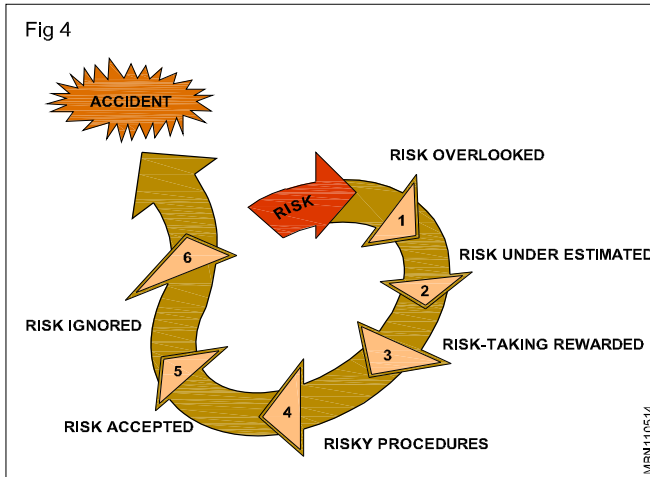 Fig 4
ACCIDENT
RISK
RISK OVERLOOKED
1
RISK UNDER ESTIMATED
2
RISK-TAKING REWARDED
3
RISKY PROCEDURES
4
RISK ACCEPTED
5
RISK IGNORED
6
MBN110514